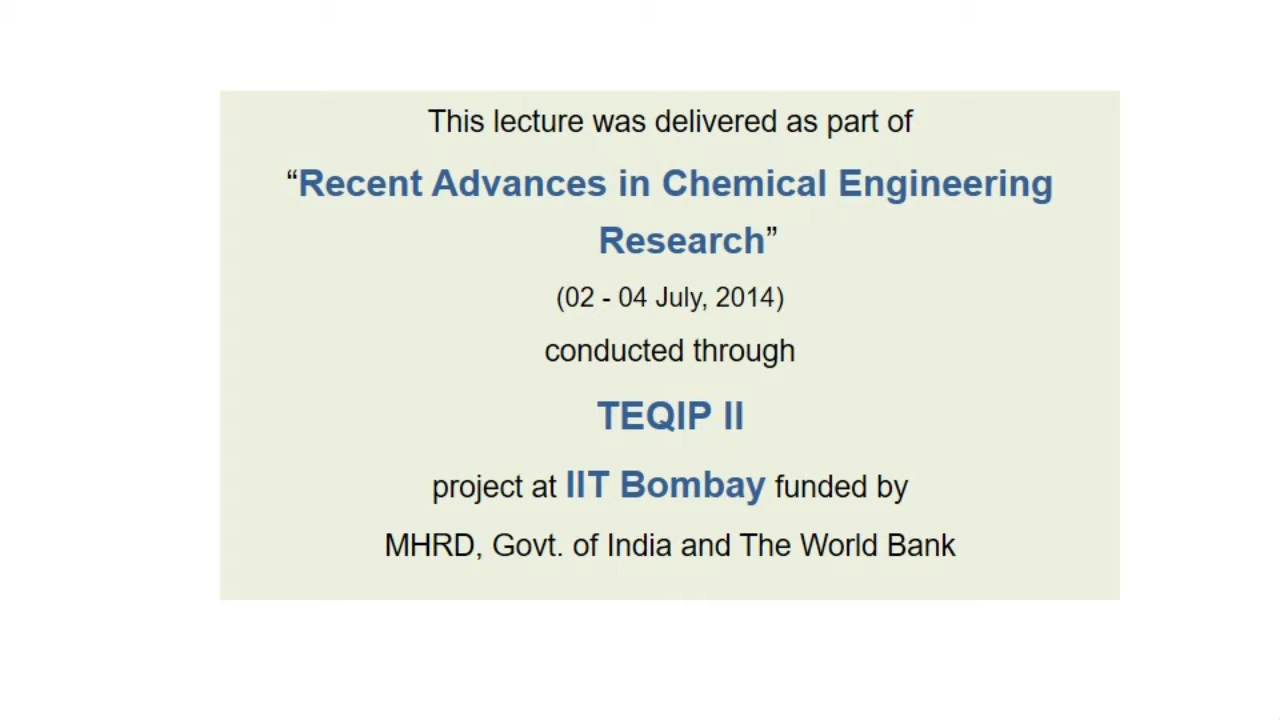 This lecture was delivered as part of
“Recent Advances in Chemical Engineering
Research”
(02 - 04 July, 2014)
conducted through
TEQIP II
project at IIT Bombay funded by
MHRD, Govt. of India and The World Bank